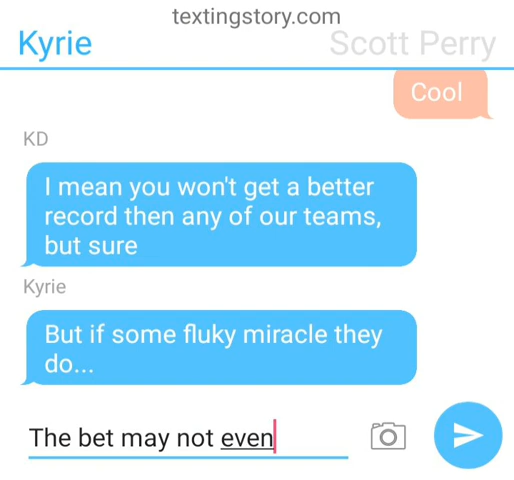 textingstory.com
Kyrie
Scott Perry
Cool
KD
I mean you won't get a better
record then any of our teams,
but sure
Kyrie
But if some fluky miracle they
do...
The bet may not even